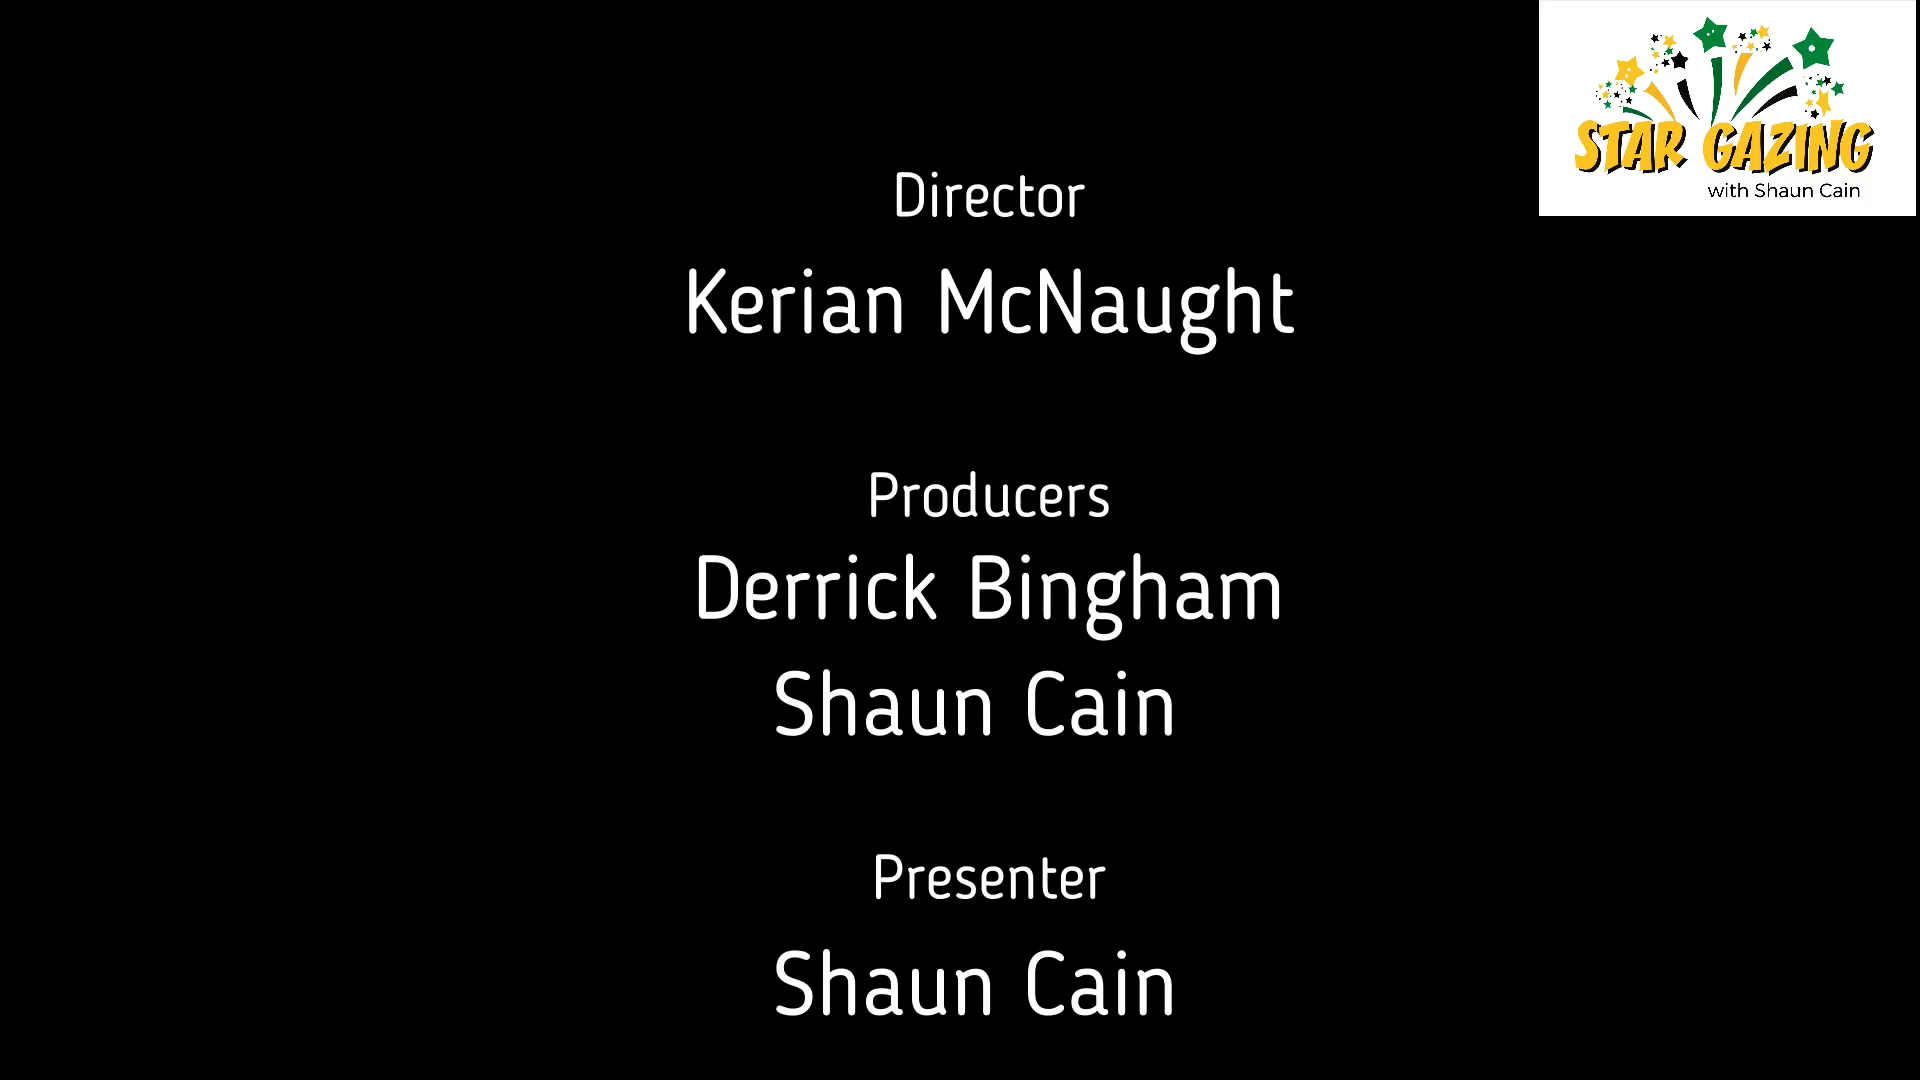 STAR GAZING
with Shaun Cain
Director
Kerian McNaught
Producers
Derrick Bingham
Shaun Cain
Presenter
Shaun Cain